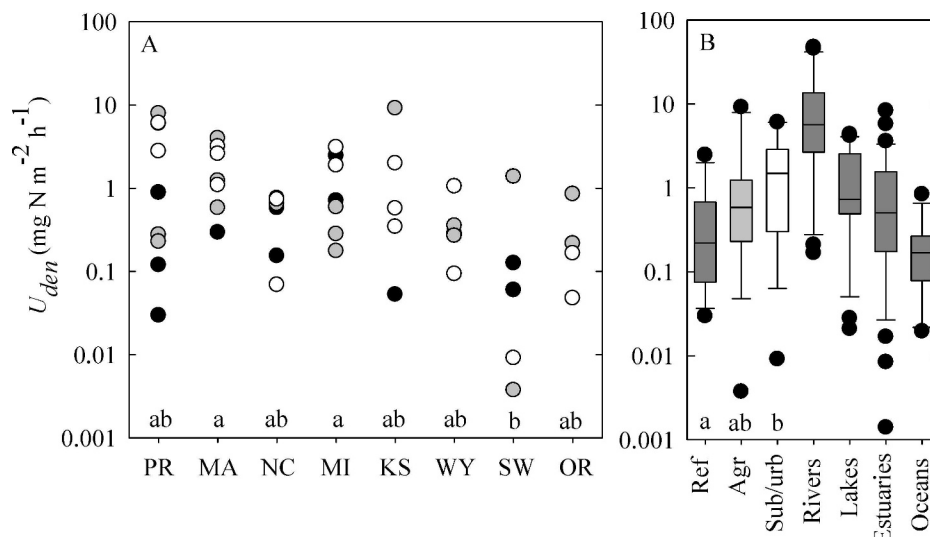 A
B
U_den (mg N m^-2 h^-1)
100
10
1
0.1
0.01
0.001
ab a ab a ab ab b ab
PR MA NC MI KS WY SW OR
100
10
1
0.1
0.01
0.001
a ab b
Ref Agr Sub/urb Rivers Lakes Estuaries Oceans